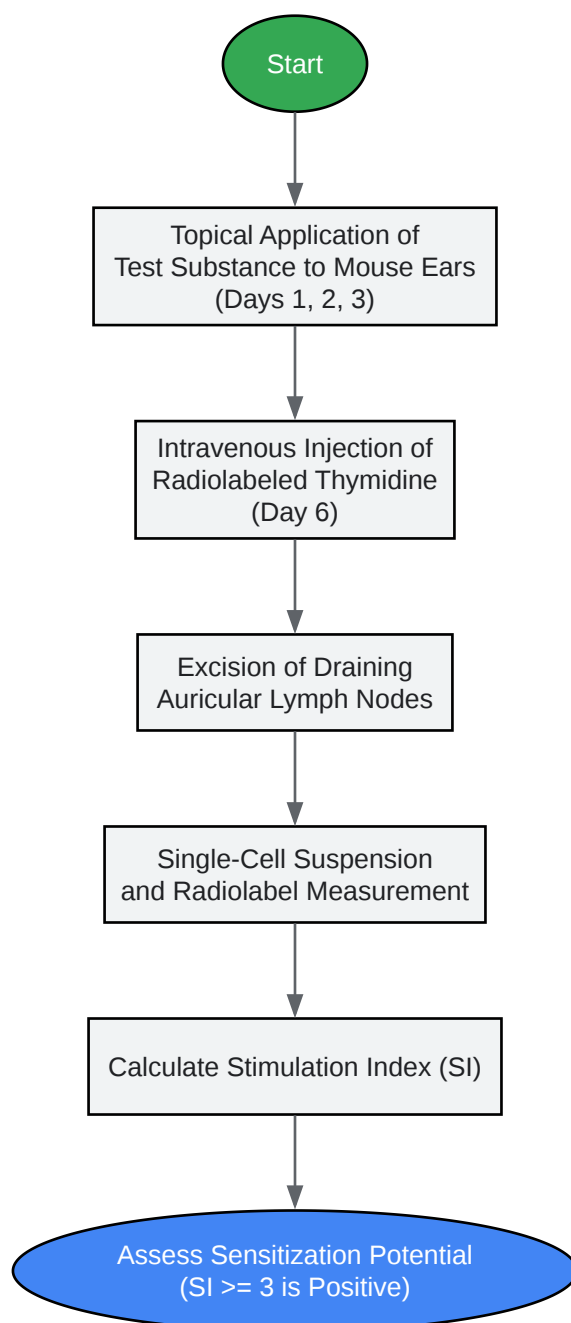 Start
Topical Application of
Test Substance to Mouse Ears
(Days 1, 2, 3)
Intravenous Injection of
Radiolabeled Thymidine
(Day 6)
Excision of Draining
Auricular Lymph Nodes
Single-Cell Suspension
and Radiolabel Measurement
Calculate Stimulation Index (SI)
Assess Sensitization Potential
(SI >= 3 is Positive)